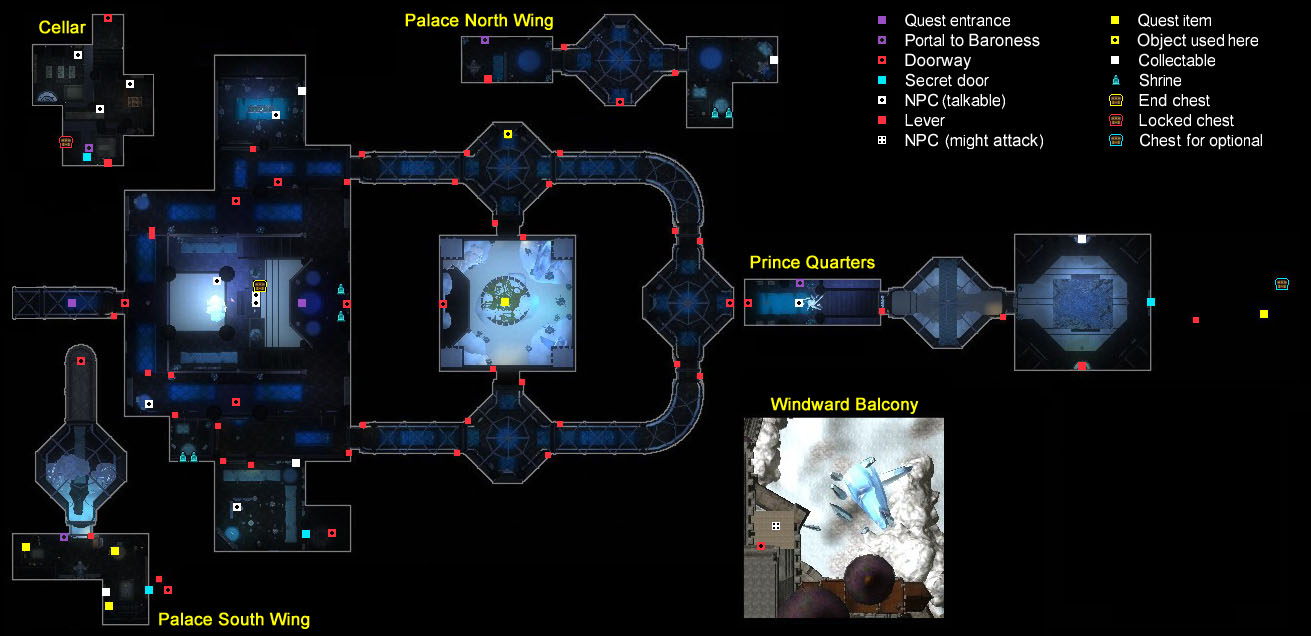 Cellar
Palace North Wing
Quest entrance
Portal to Baroness
Doorway
Secret door
NPC (talkable)
Lever
NPC (might attack)
Quest item
Object used here
Collectable
Shrine
End chest
Locked chest
Chest for optional
Prince Quarters
Windward Balcony
Palace South Wing